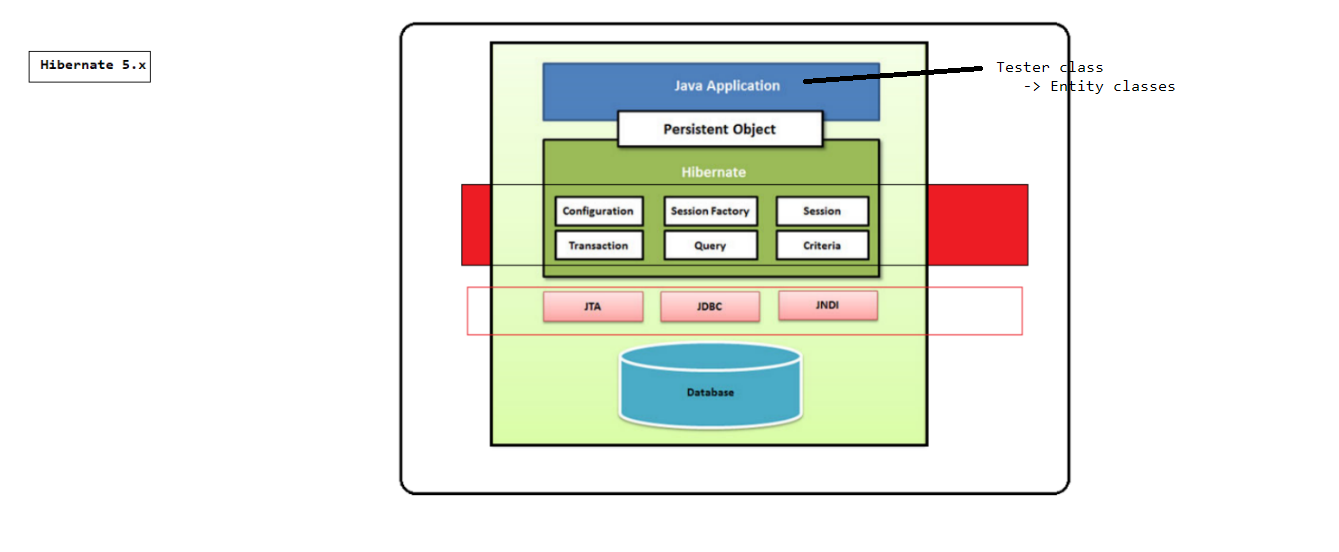 Hibernate 5.x
Java Application
Tester class
-> Entity classes
Persistent Object
Hibernate
Configuration
Session Factory
Session
Transaction
Query
Criteria
JTA
JDBC
JNDI
Database